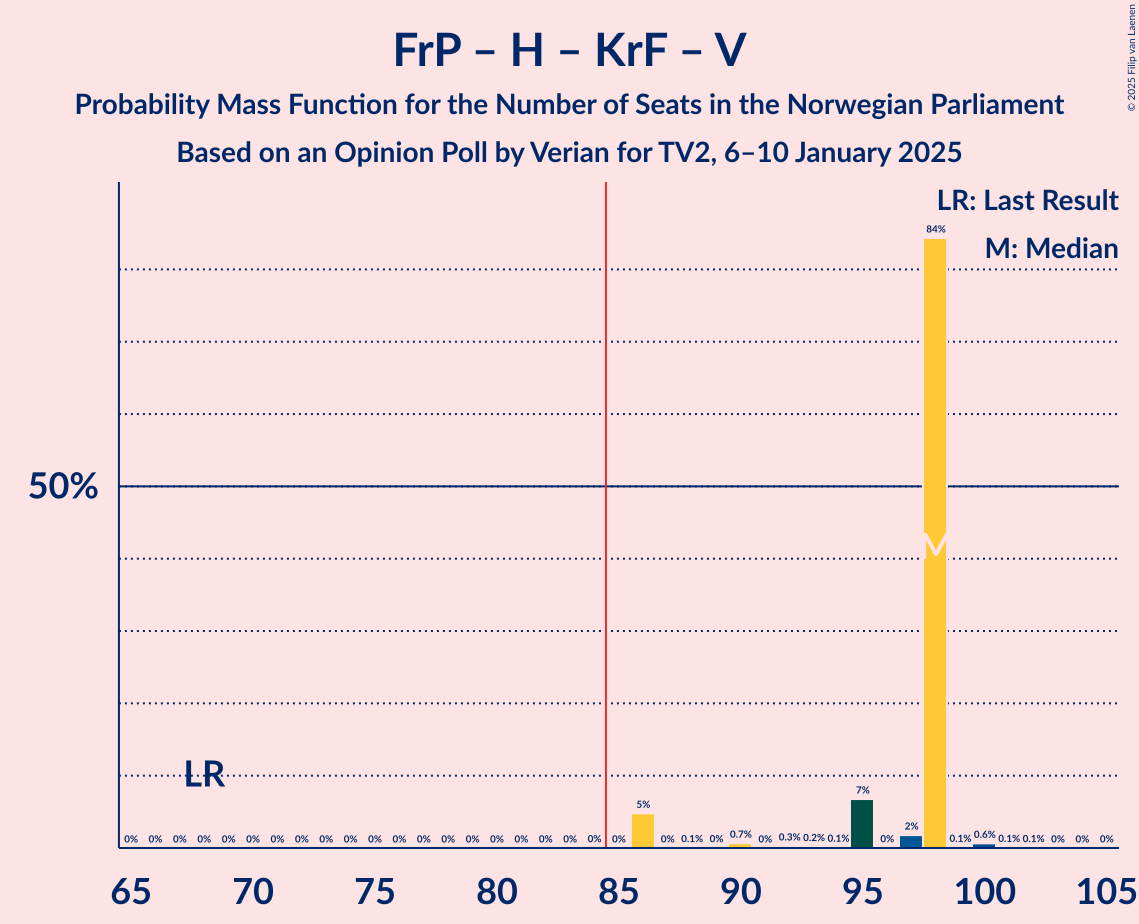 FrP – H – KrF – V
Probability Mass Function for the Number of Seats in the Norwegian Parliament
Based on an Opinion Poll by Verian for TV2, 6–10 January 2025
© 2025 Filip van Laenen
LR: Last Result
M: Median
84%
50%
M
LR
7%
5%
2%
0% 0% 0% 0% 0% 0% 0% 0% 0% 0% 0% 0% 0% 0% 0% 0% 0% 0% 0% 0% 0% 0% 0.1% 0% 0.7% 0% 0.3% 0.2% 0.1% 0% 0.1% 0.6% 0.1% 0.1% 0% 0% 0%
65 70 75 80 85 90 95 100 105